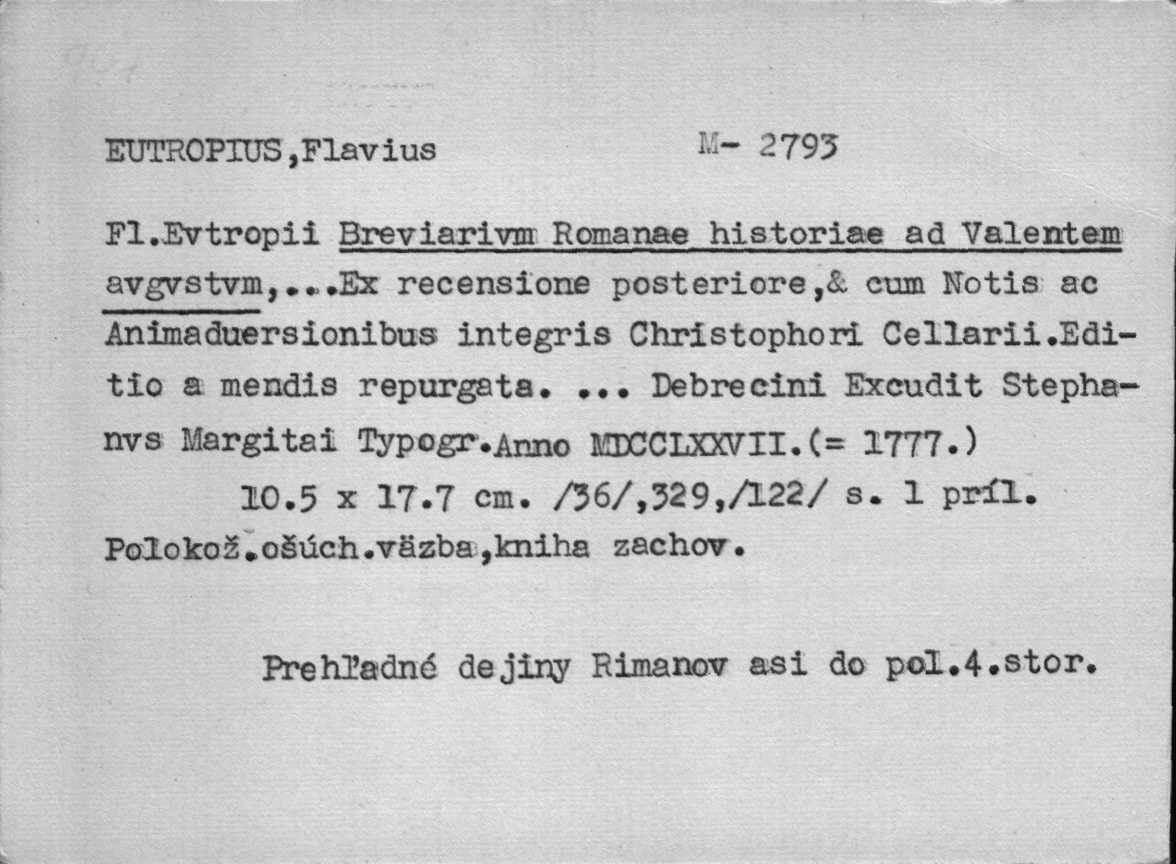 EUTROPIUS,Flavius M- 2793
Fl.Evtropii Breviarivm Romanae historiae ad Valentem
avgvstvm,...Ex recensione posteriore,& cum Notis ac
Animaduersionibus integris Christophori Cellarii.Edi-
tio a mendis repurgata. ... Debrecini Excudit Stepha-
nvs Margitai Typogr.Anno MDCCLXXVII.(= 1777.)
10.5 x 17.7 cm. /36/,329,/122/ s. 1 príl.
Polokož.ošúch.väzba,kniha zachov.
Prehľadné dejiny Rimanov asi do pol.4.stor.